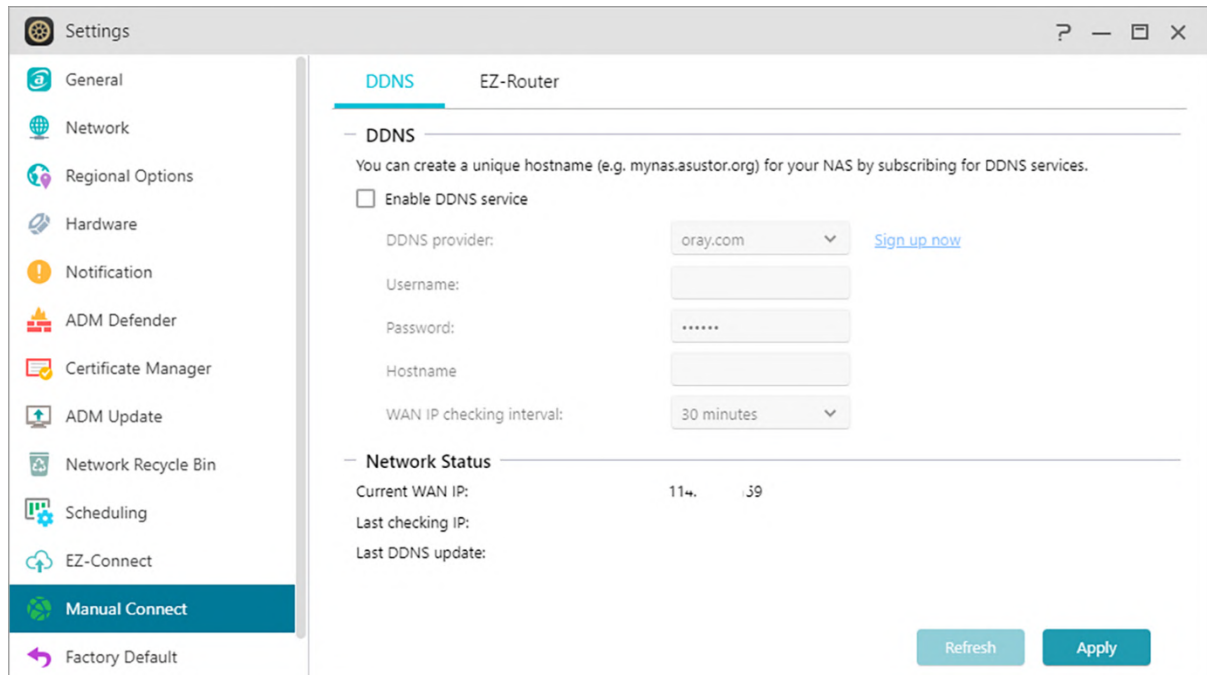 Settings
General
Network
Regional Options
Hardware
Notification
ADM Defender
Certificate Manager
ADM Update
Network Recycle Bin
Scheduling
EZ-Connect
Manual Connect
Factory Default
DDNS EZ-Router
DDNS
You can create a unique hostname (e.g. mynas.asustor.org) for your NAS by subscribing for DDNS services.
Enable DDNS service
DDNS provider: oray.com Sign up now
Username:
Password: ••••••
Hostname
WAN IP checking interval: 30 minutes
Network Status
Current WAN IP:
Last checking IP:
Last DDNS update:
Refresh Apply